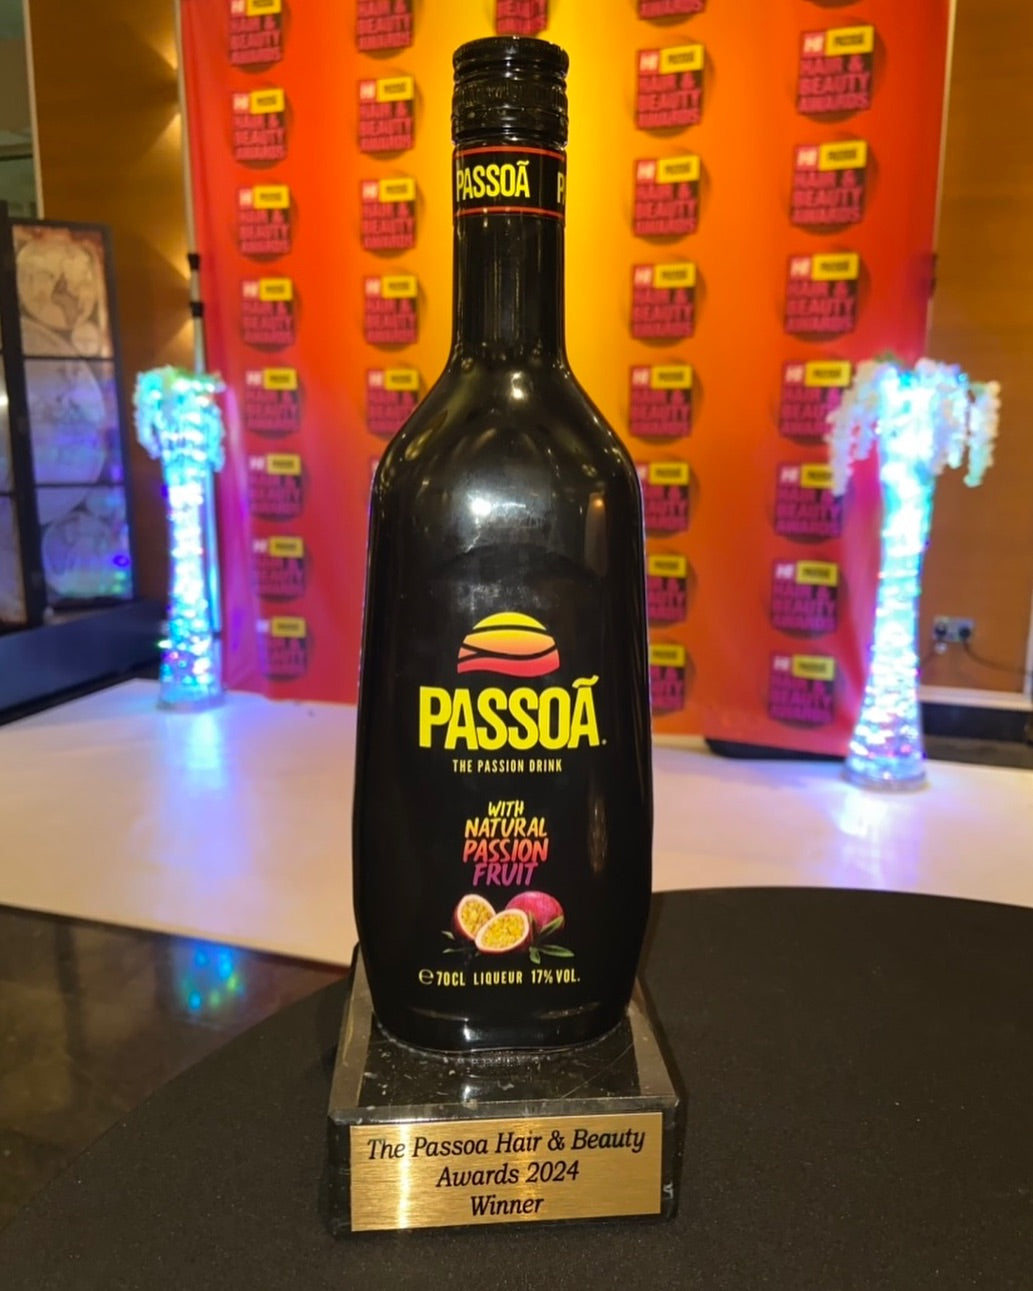 PASSOÃ
PASSOÃ
THE PASSION DRINK
WITH
NATURAL
PASSION
FRUIT
℮70CL LIQUEUR 17%VOL.
The Passoa Hair & Beauty
Awards 2024
Winner
HAIR &
BEAUTY
AWARDS